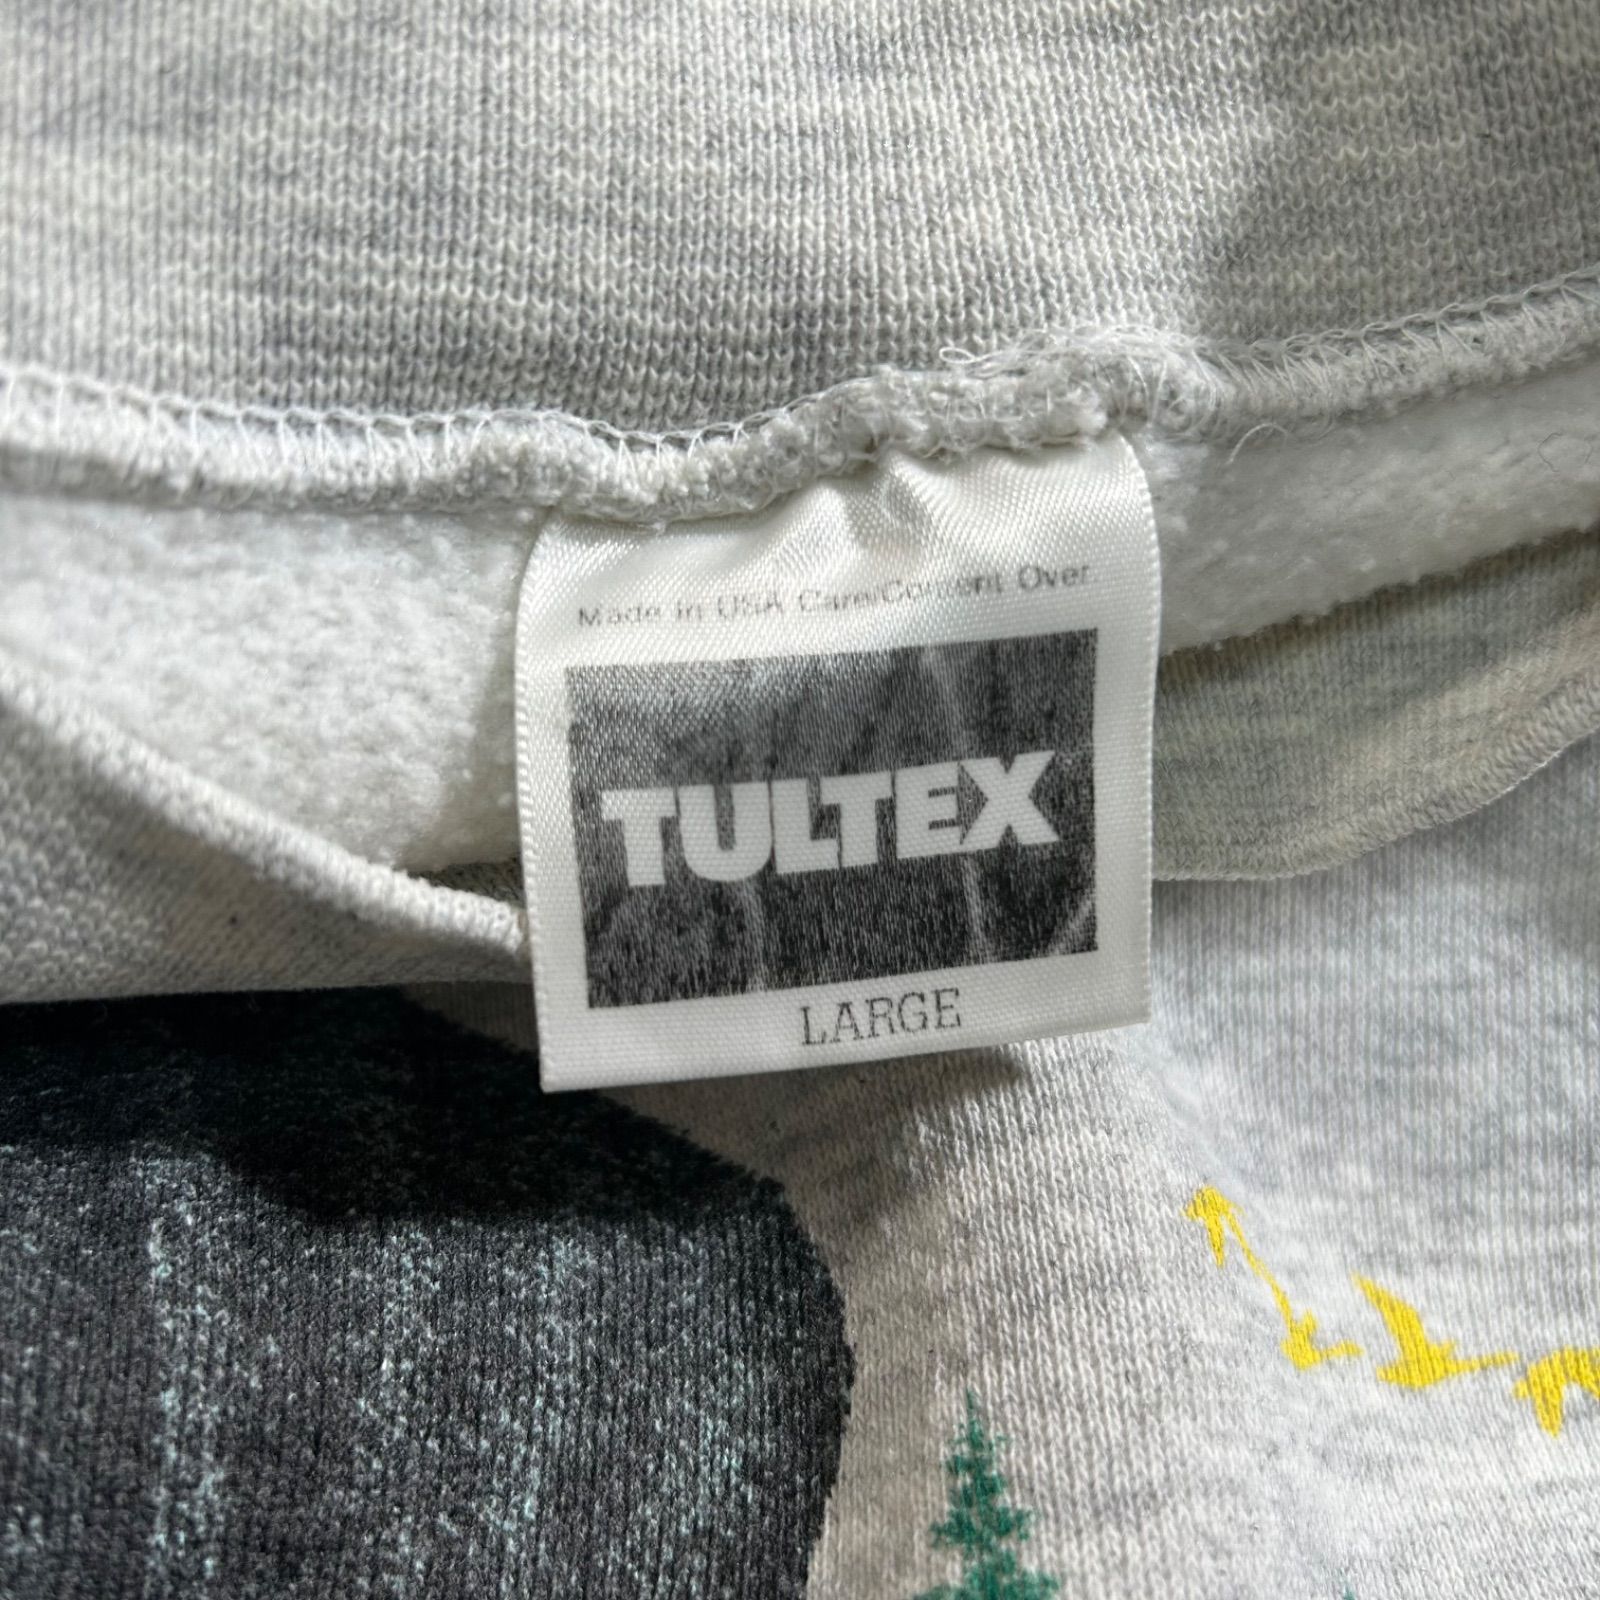 Made in USA Care/Content Over
TULTEX
LARGE